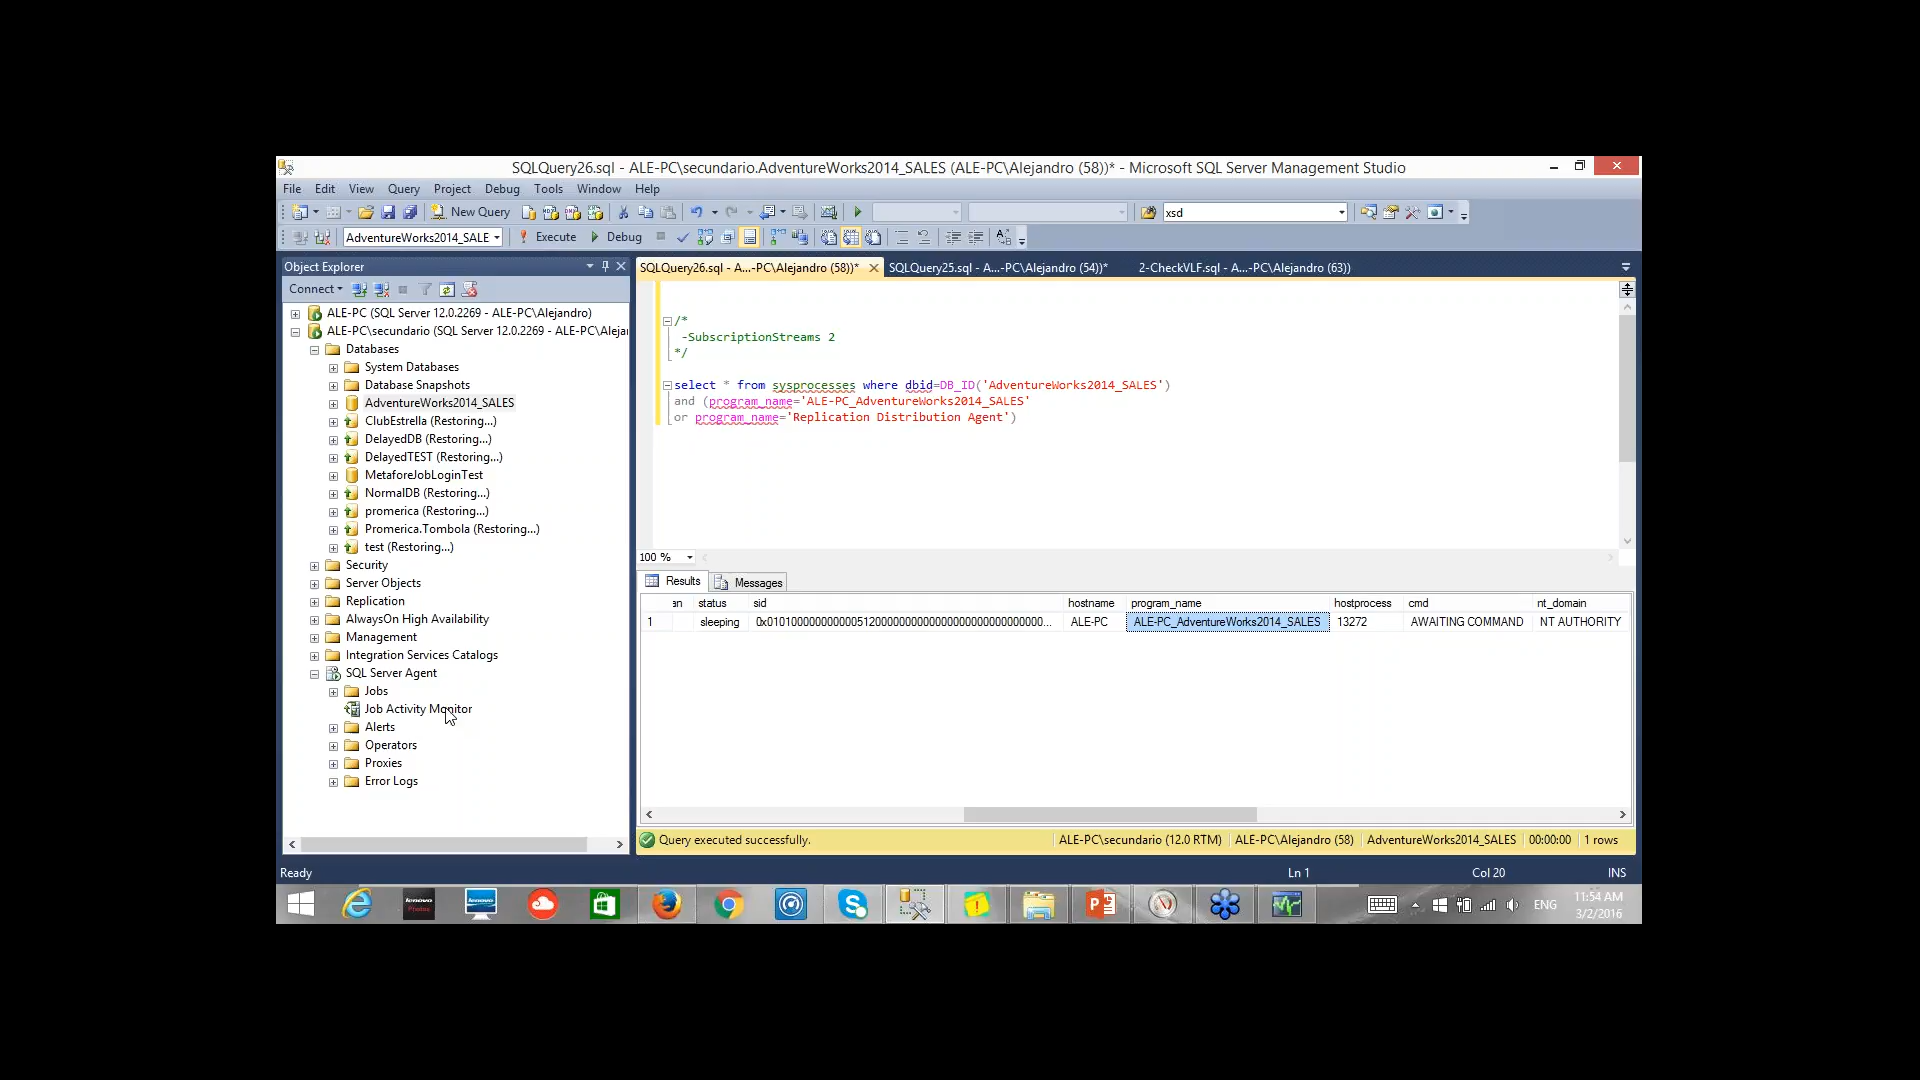 SQLQuery26.sql - ALE-PC\secundario.AdventureWorks2014_SALES (ALE-PC\Alejandro (58))* - Microsoft SQL Server Management Studio
File Edit View Query Project Debug Tools Window Help
New Query xsd
AdventureWorks2014_SALE Execute Debug
Object Explorer
Connect
ALE-PC (SQL Server 12.0.2269 - ALE-PC\Alejandro)
ALE-PC\secundario (SQL Server 12.0.2269 - ALE-PC\Aleja
Databases
System Databases
Database Snapshots
AdventureWorks2014_SALES
ClubEstrella (Restoring...)
DelayedDB (Restoring...)
DelayedTEST (Restoring...)
MetaforeJobLoginTest
NormalDB (Restoring...)
promerica (Restoring...)
Promerica.Tombola (Restoring...)
test (Restoring...)
Security
Server Objects
Replication
AlwaysOn High Availability
Management
Integration Services Catalogs
SQL Server Agent
Jobs
Job Activity Monitor
Alerts
Operators
Proxies
Error Logs
SQLQuery26.sql - A...-PC\Alejandro (58))* SQLQuery25.sql - A...-PC\Alejandro (54))* 2-CheckVLF.sql - A...-PC\Alejandro (63))
/*
-SubscriptionStreams 2
*/
select * from sysprocesses where dbid=DB_ID('AdventureWorks2014_SALES')
and (program_name='ALE-PC_AdventureWorks2014_SALES'
or program_name='Replication Distribution Agent')
100 %
Results Messages
an status sid hostname program_name hostprocess cmd nt_domain
1 sleeping ALE-PC ALE-PC_AdventureWorks2014_SALES 13272 AWAITING COMMAND NT AUTHORITY
Query executed successfully. ALE-PC\secundario (12.0 RTM) ALE-PC\Alejandro (58) AdventureWorks2014_SALES 00:00:00 1 rows
Ready Ln 1 Col 20 INS
ENG 11:54 AM
3/2/2016